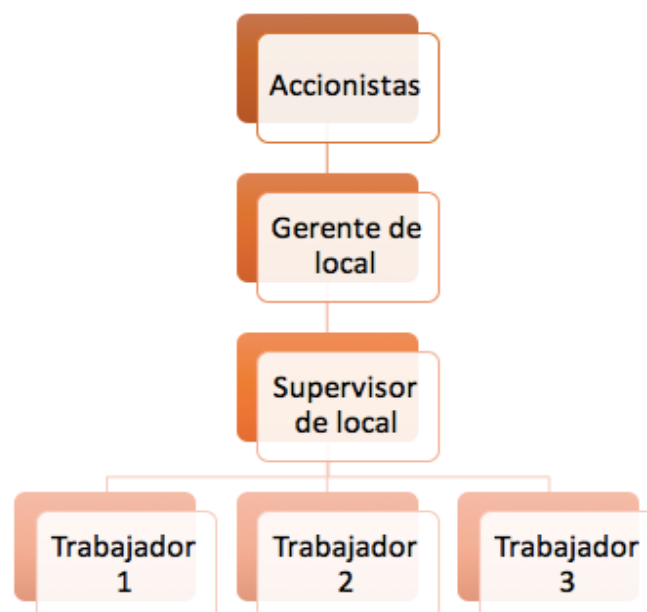 Accionistas
Gerente de
local
Supervisor
de local
Trabajador
1
Trabajador
2
Trabajador
3